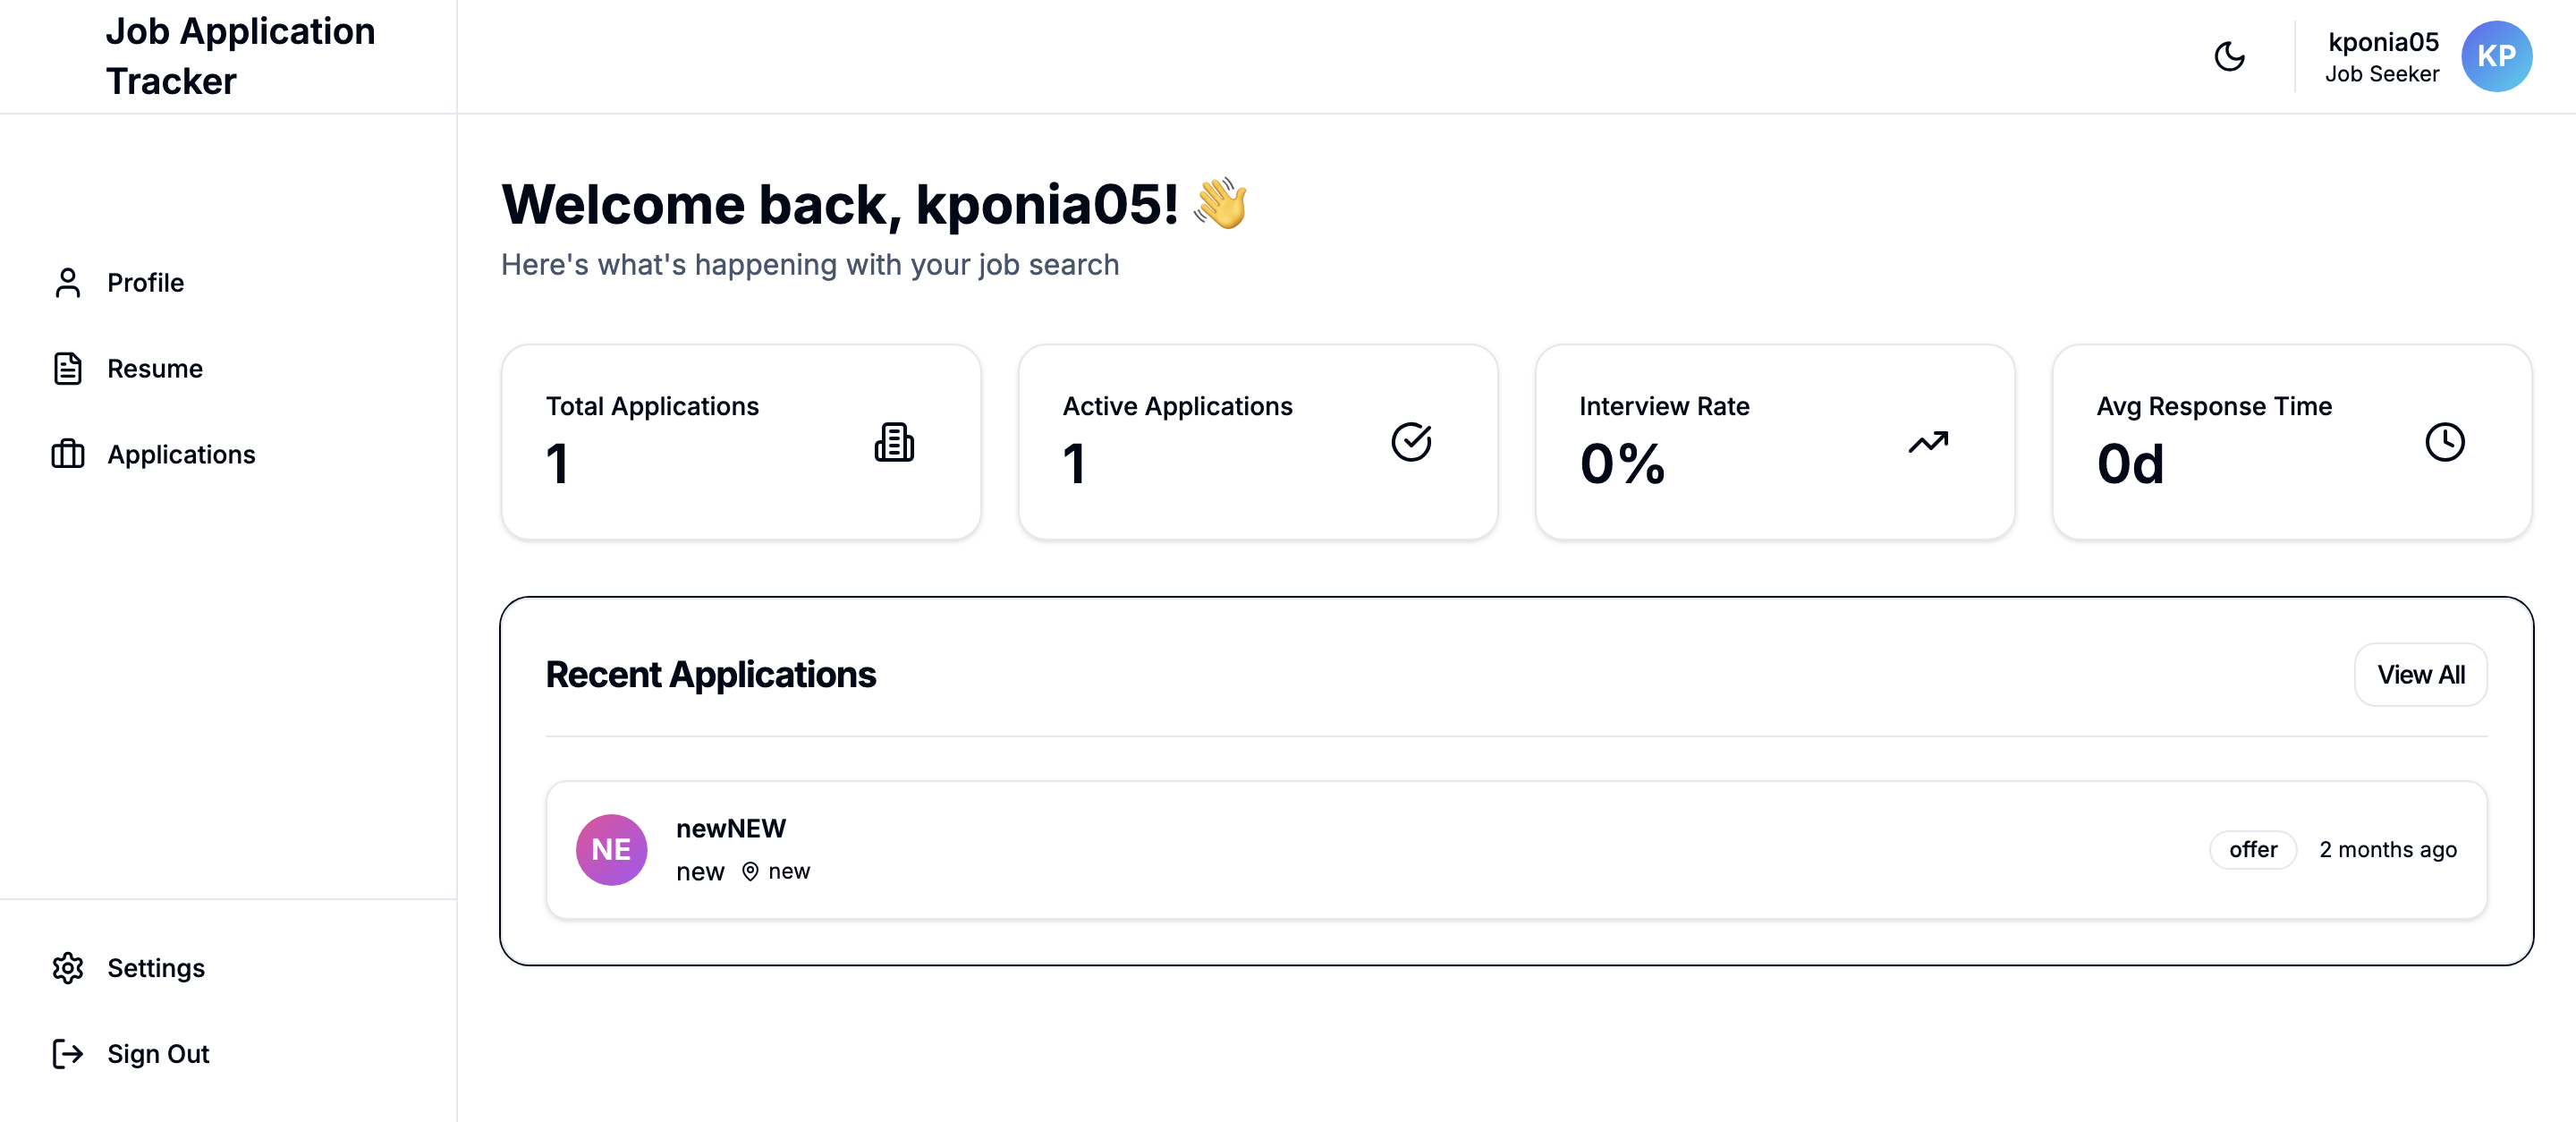 Job Application
Tracker
kponia05
Job Seeker
KP
Profile
Resume
Applications
Settings
Sign Out
Welcome back, kponia05! 👋
Here's what's happening with your job search
Total Applications
1
Active Applications
1
Interview Rate
0%
Avg Response Time
0d
Recent Applications
View All
NE
newNEW
new new
offer
2 months ago